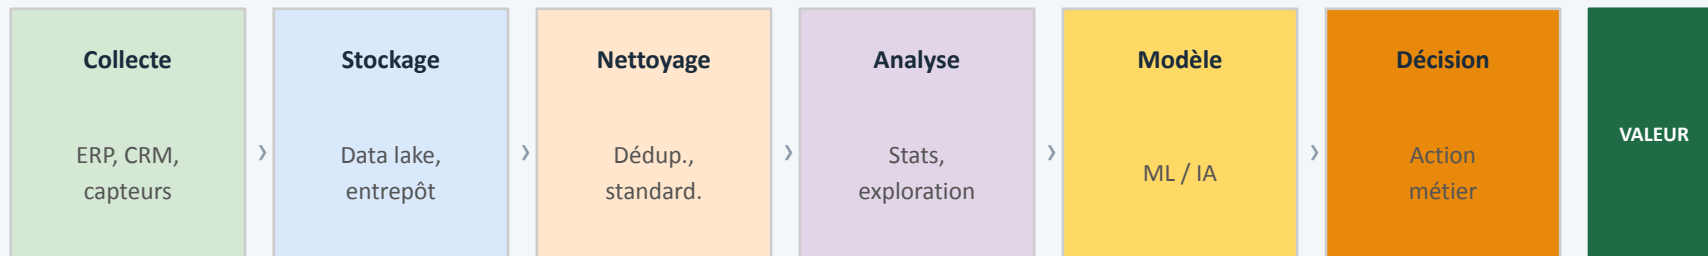 Collecte
ERP, CRM,
capteurs
›
Stockage
Data lake,
entrepôt
›
Nettoyage
Dédup.,
standard.
›
Analyse
Stats,
exploration
›
Modèle
ML / IA
›
Décision
Action
métier
VALEUR